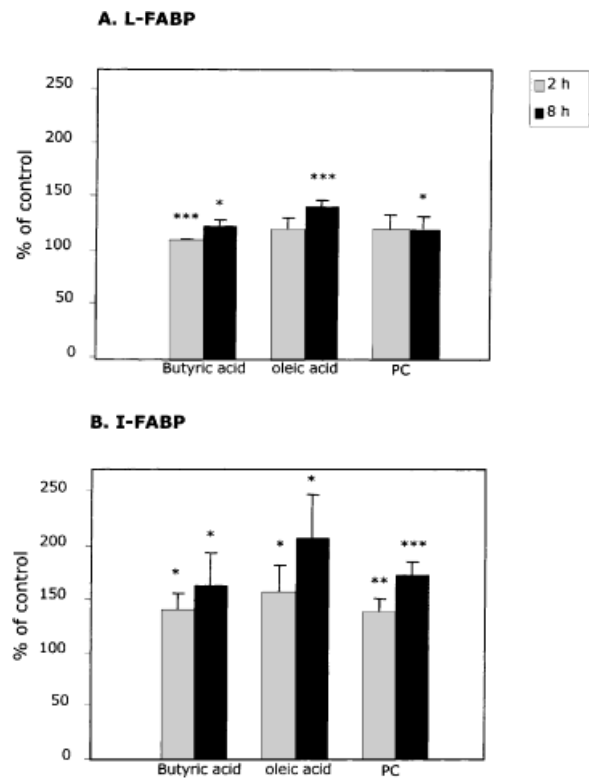 A. L-FABP
2 h
8 h
% of control
250
200
150
100
50
0
*** * *** *
Butyric acid oleic acid PC
B. I-FABP
% of control
250
200
150
100
50
0
* * * * ** ***
Butyric acid oleic acid PC